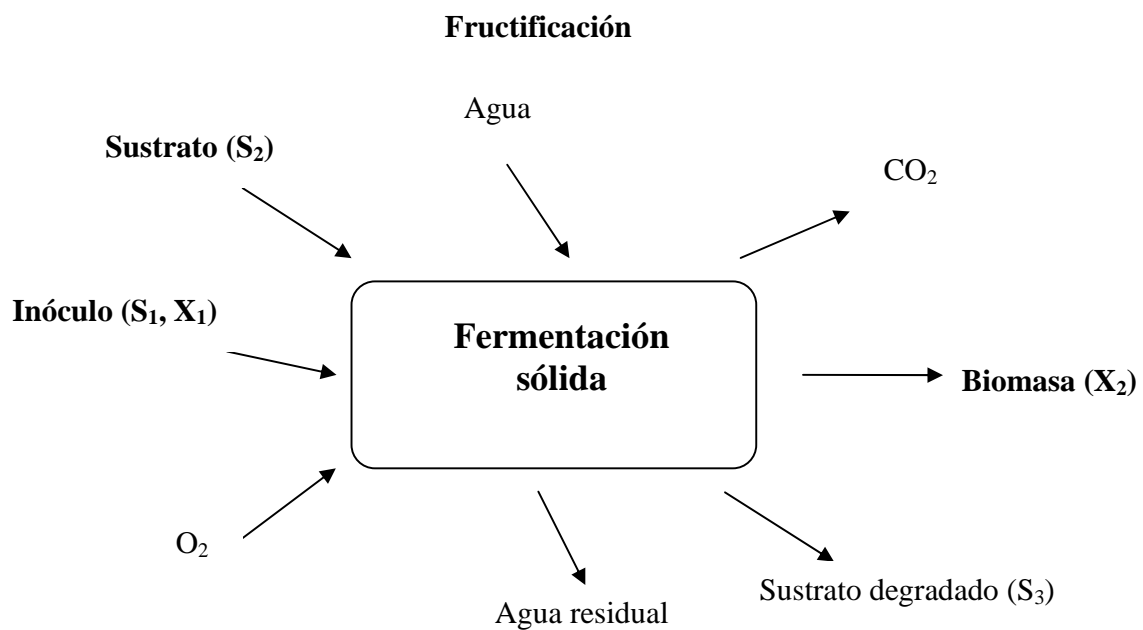 Fructificación
Agua
Sustrato (S₂)
CO₂
Inóculo (S₁, X₁)
Fermentación
sólida
Biomasa (X₂)
O₂
Sustrato degradado (S₃)
Agua residual